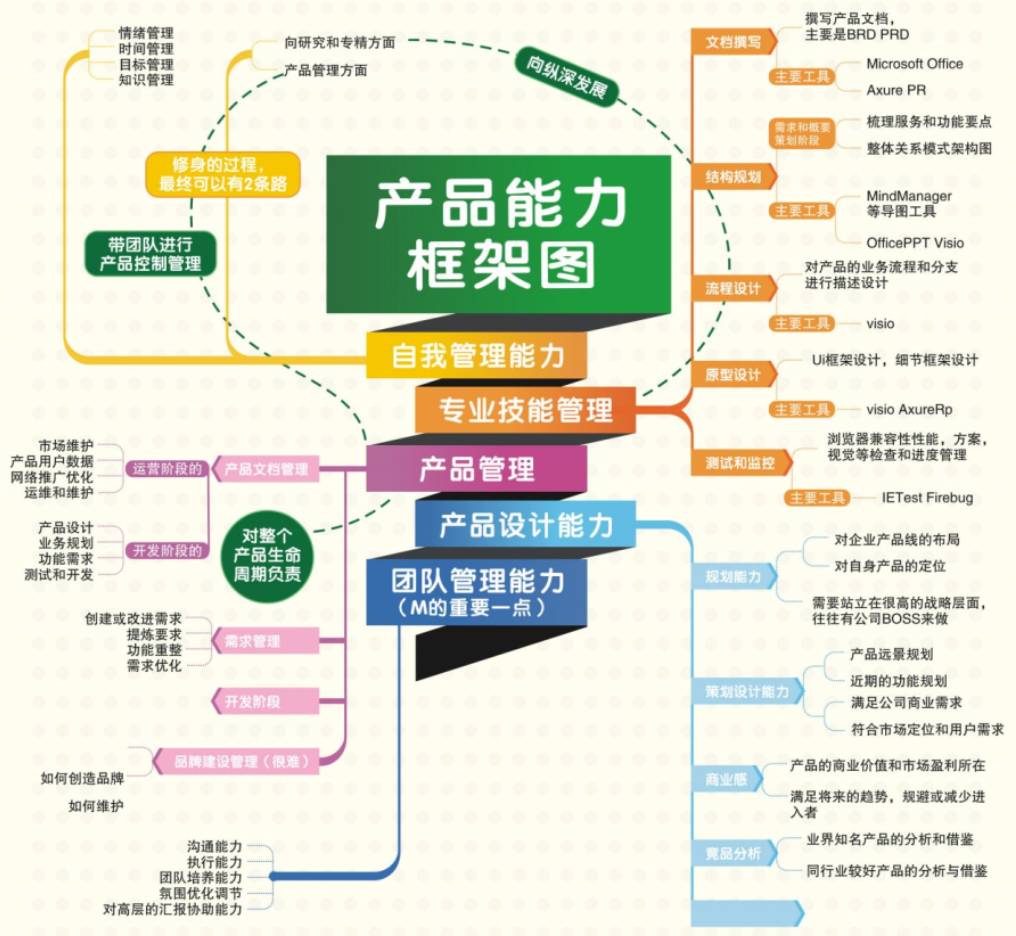 产品能力
框架图
自我管理能力
情绪管理
时间管理
目标管理
知识管理
向研究和专精方面
产品管理方面
修身的过程，
最终可以有2条路
向纵深发展
带团队进行
产品控制管理
专业技能管理
文档撰写
撰写产品文档，
主要是BRD PRD
主要工具
Microsoft Office
Axure PR
结构规划
需求和概要
策划阶段
梳理服务和功能要点
整体关系模式架构图
主要工具
MindManager
等导图工具
OfficePPT Visio
流程设计
对产品的业务流程和分支
进行描述设计
主要工具
visio
原型设计
Ui框架设计，细节框架设计
主要工具
visio AxureRp
测试和监控
浏览器兼容性性能，方案，
视觉等检查和进度管理
主要工具
IETest Firebug
产品管理
产品文档管理
运营阶段的
市场维护
产品用户数据
网络推广优化
运维和维护
开发阶段的
产品设计
业务规划
功能需求
测试和开发
对整个
产品生命
周期负责
需求管理
创建或改进需求
提炼要求
功能重整
需求优化
开发阶段
品牌建设管理（很难）
如何创造品牌
如何维护
产品设计能力
规划能力
对企业产品线的布局
对自身产品的定位
需要站立在很高的战略层面，
往往有公司BOSS来做
策划设计能力
产品远景规划
近期的功能规划
满足公司商业需求
符合市场定位和用户需求
商业感
产品的商业价值和市场盈利所在
满足将来的趋势，规避或减少进
入者
竟品分析
业界知名产品的分析和借鉴
同行业较好产品的分析与借鉴
团队管理能力
（M的重要一点）
沟通能力
执行能力
团队培养能力
氛围优化调节
对高层的汇报协助能力